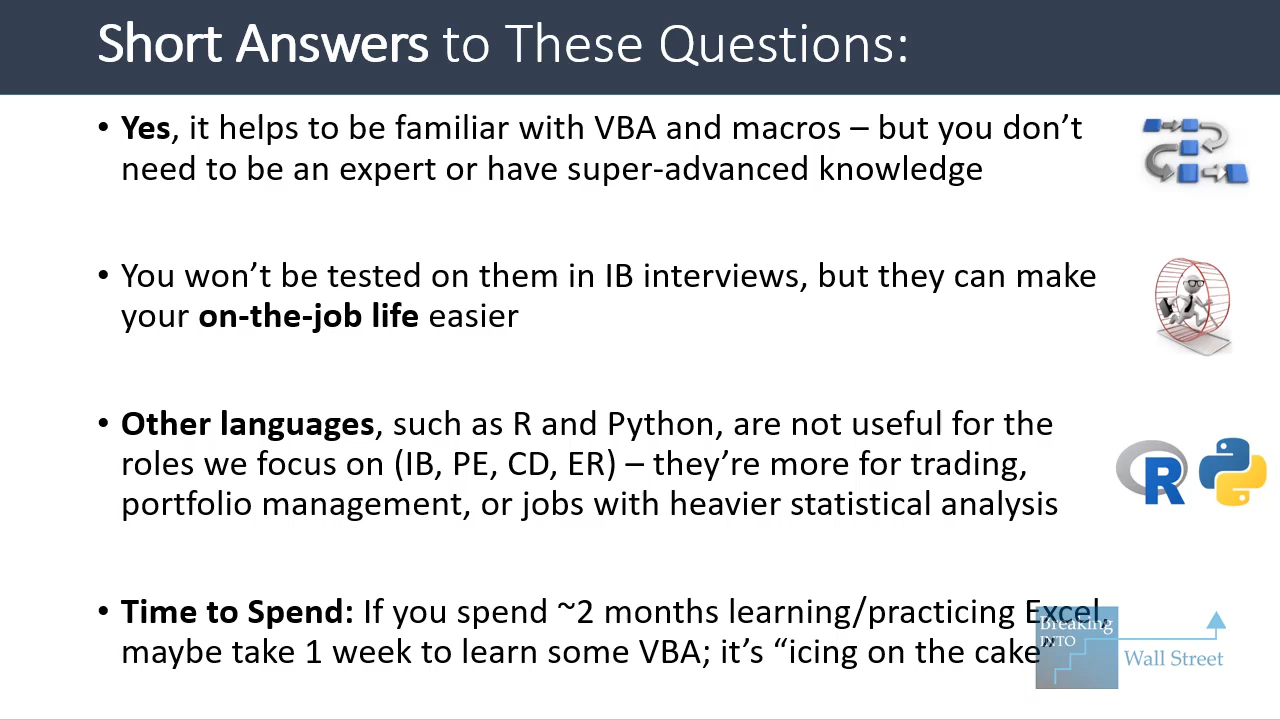 Short Answers to These Questions:
• Yes, it helps to be familiar with VBA and macros – but you don’t
need to be an expert or have super-advanced knowledge
• You won’t be tested on them in IB interviews, but they can make
your on-the-job life easier
• Other languages, such as R and Python, are not useful for the
roles we focus on (IB, PE, CD, ER) – they’re more for trading,
portfolio management, or jobs with heavier statistical analysis
R
• Time to Spend: If you spend ~2 months learning/practicing Excel,
maybe take 1 week to learn some VBA; it’s “icing on the cake”
Breaking
INTO
Wall Street